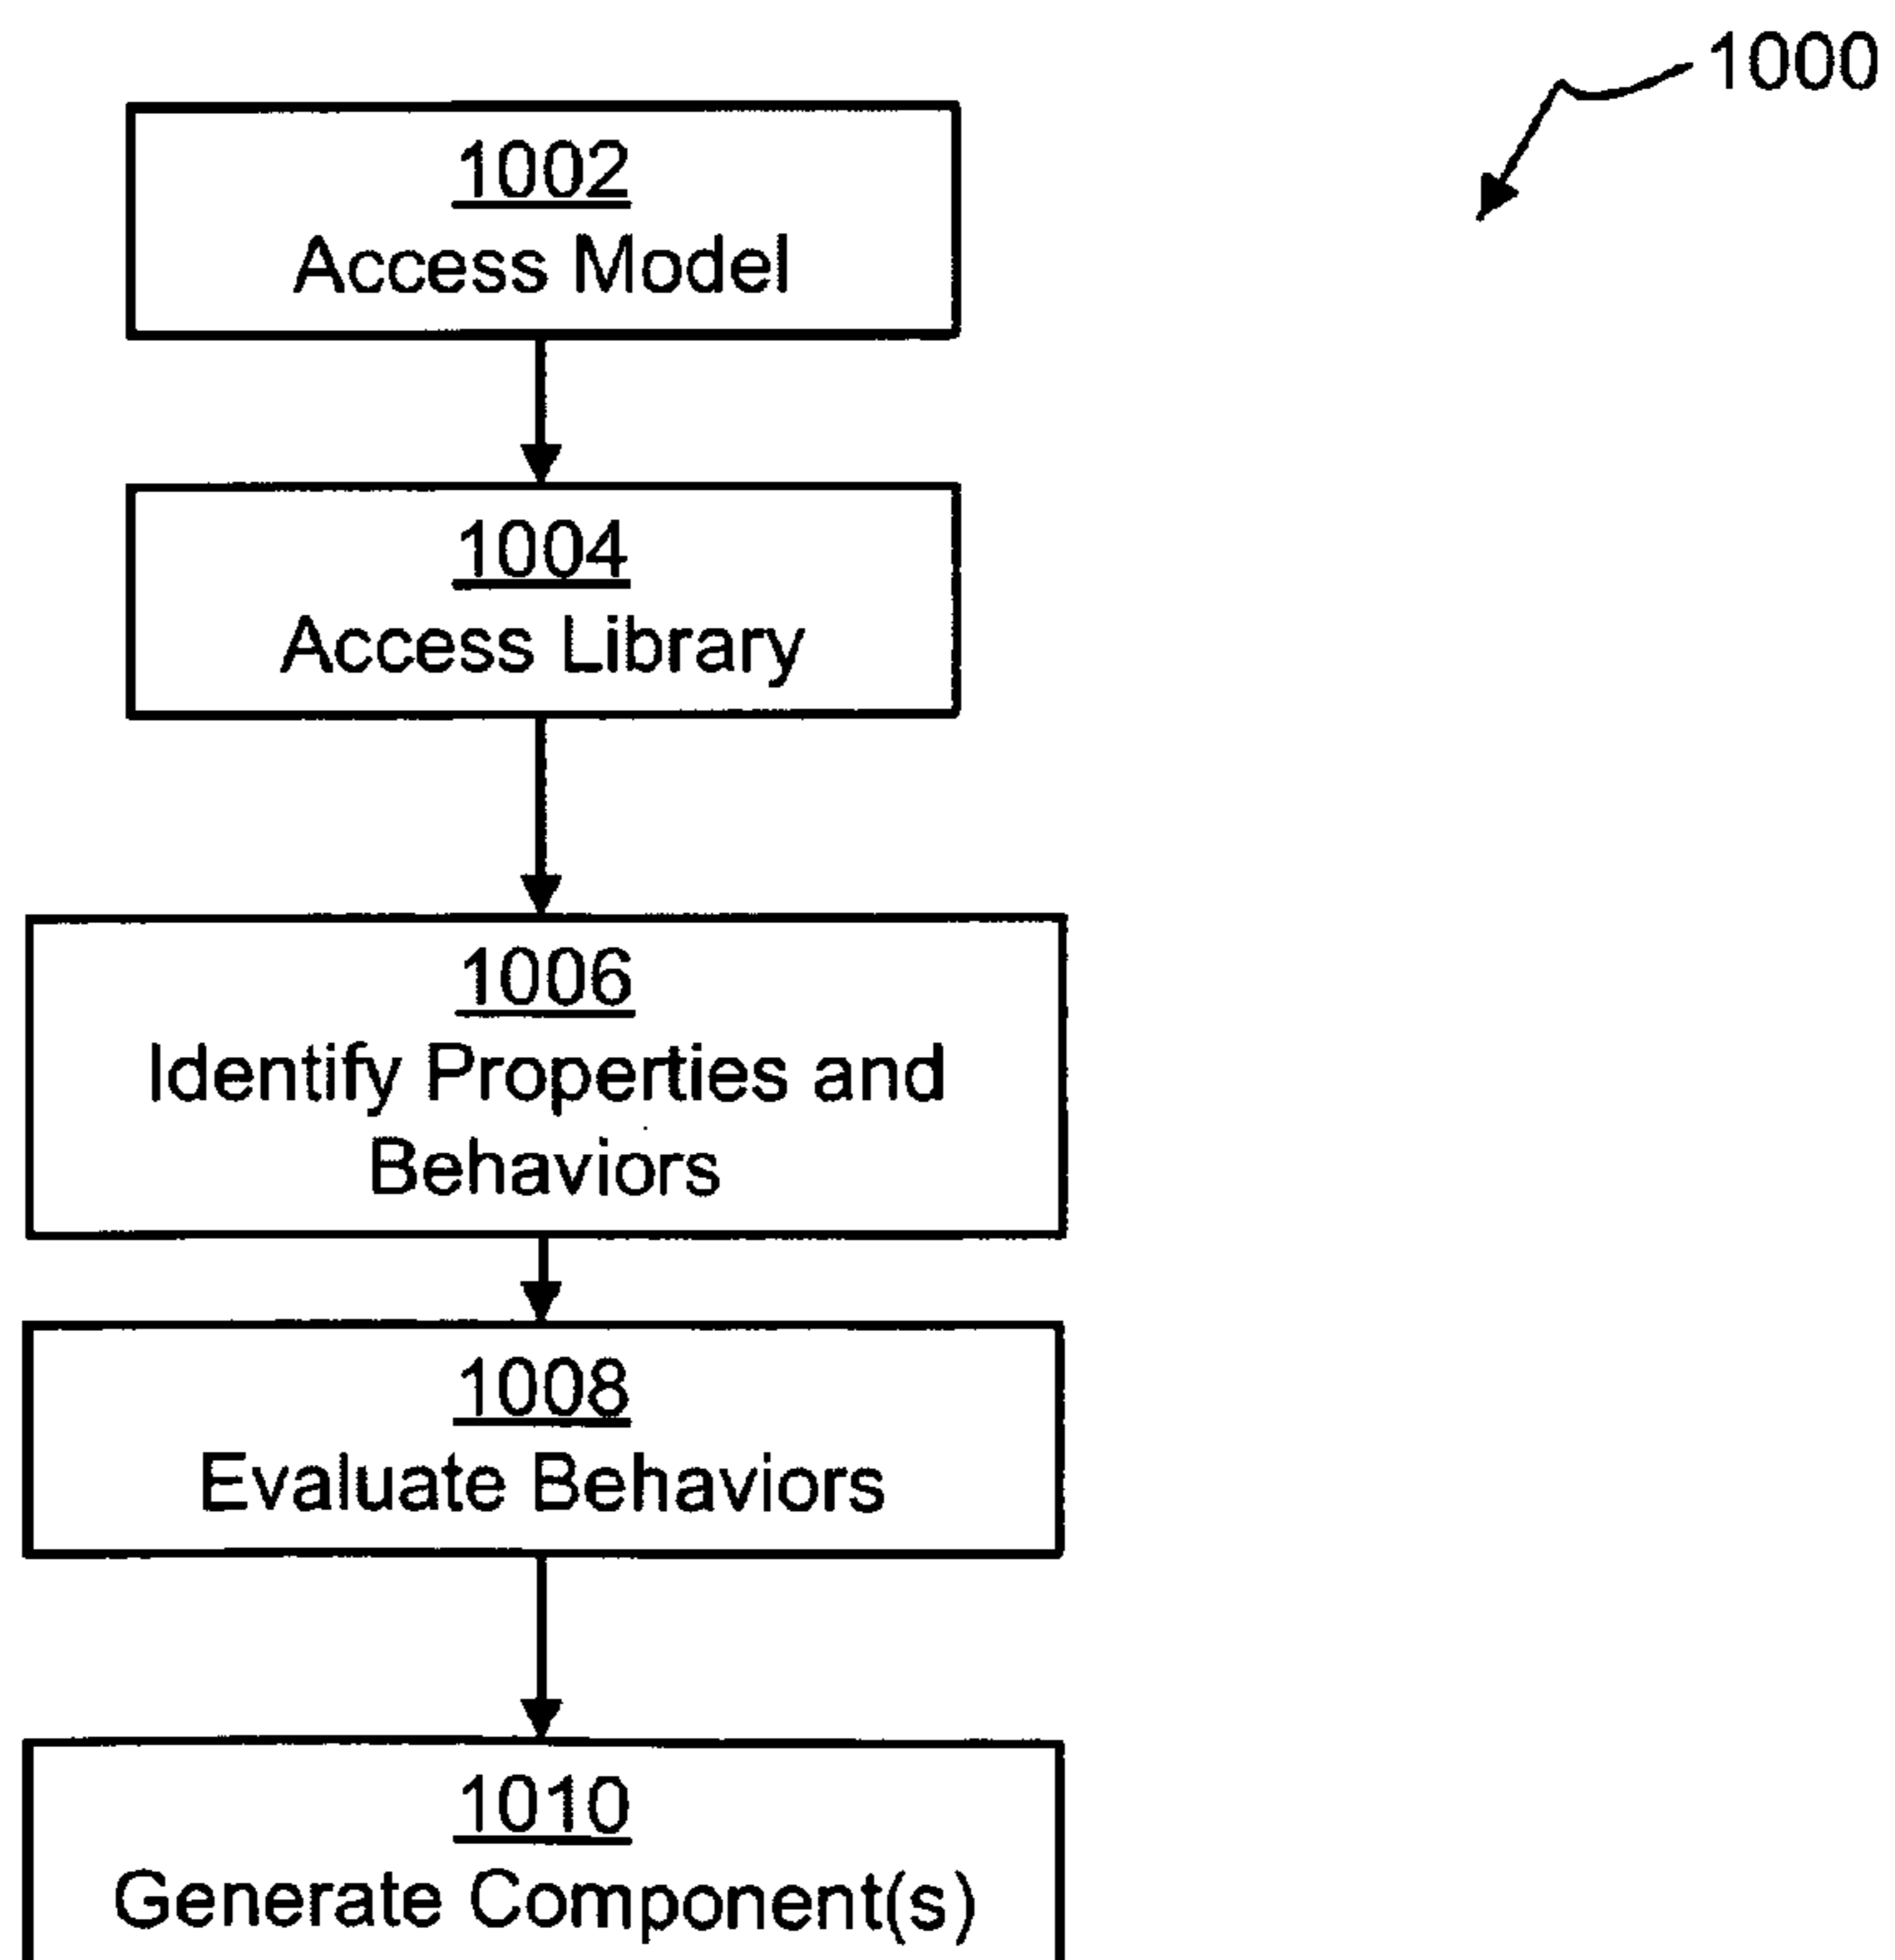 1000
1002
Access Model
1004
Access Library
1006
Identify Properties and
Behaviors
1008
Evaluate Behaviors
1010
Generate Component(s)